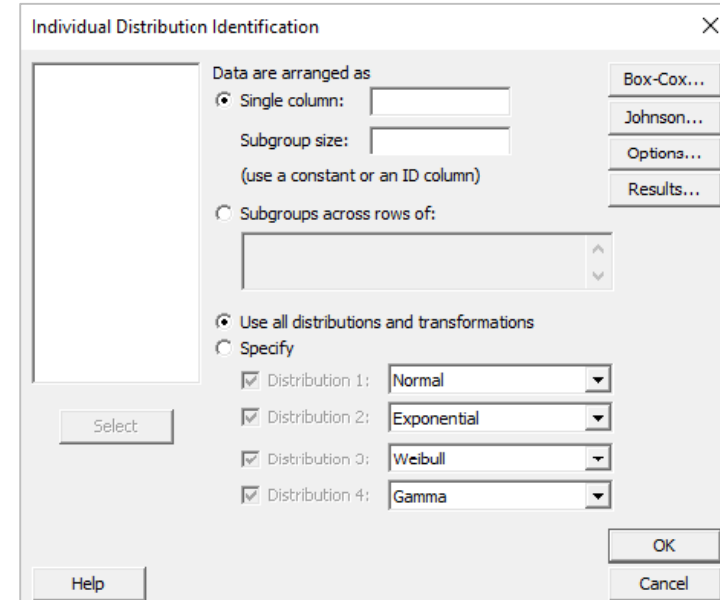 Individual Distribution Identification
Data are arranged as
Single column:
Subgroup size:
(use a constant or an ID column)
Subgroups across rows of:
Box-Cox...
Johnson...
Options...
Results...
Use all distributions and transformations
Specify
Distribution 1: Normal
Distribution 2: Exponential
Distribution 3: Weibull
Distribution 4: Gamma
Select
OK
Help
Cancel